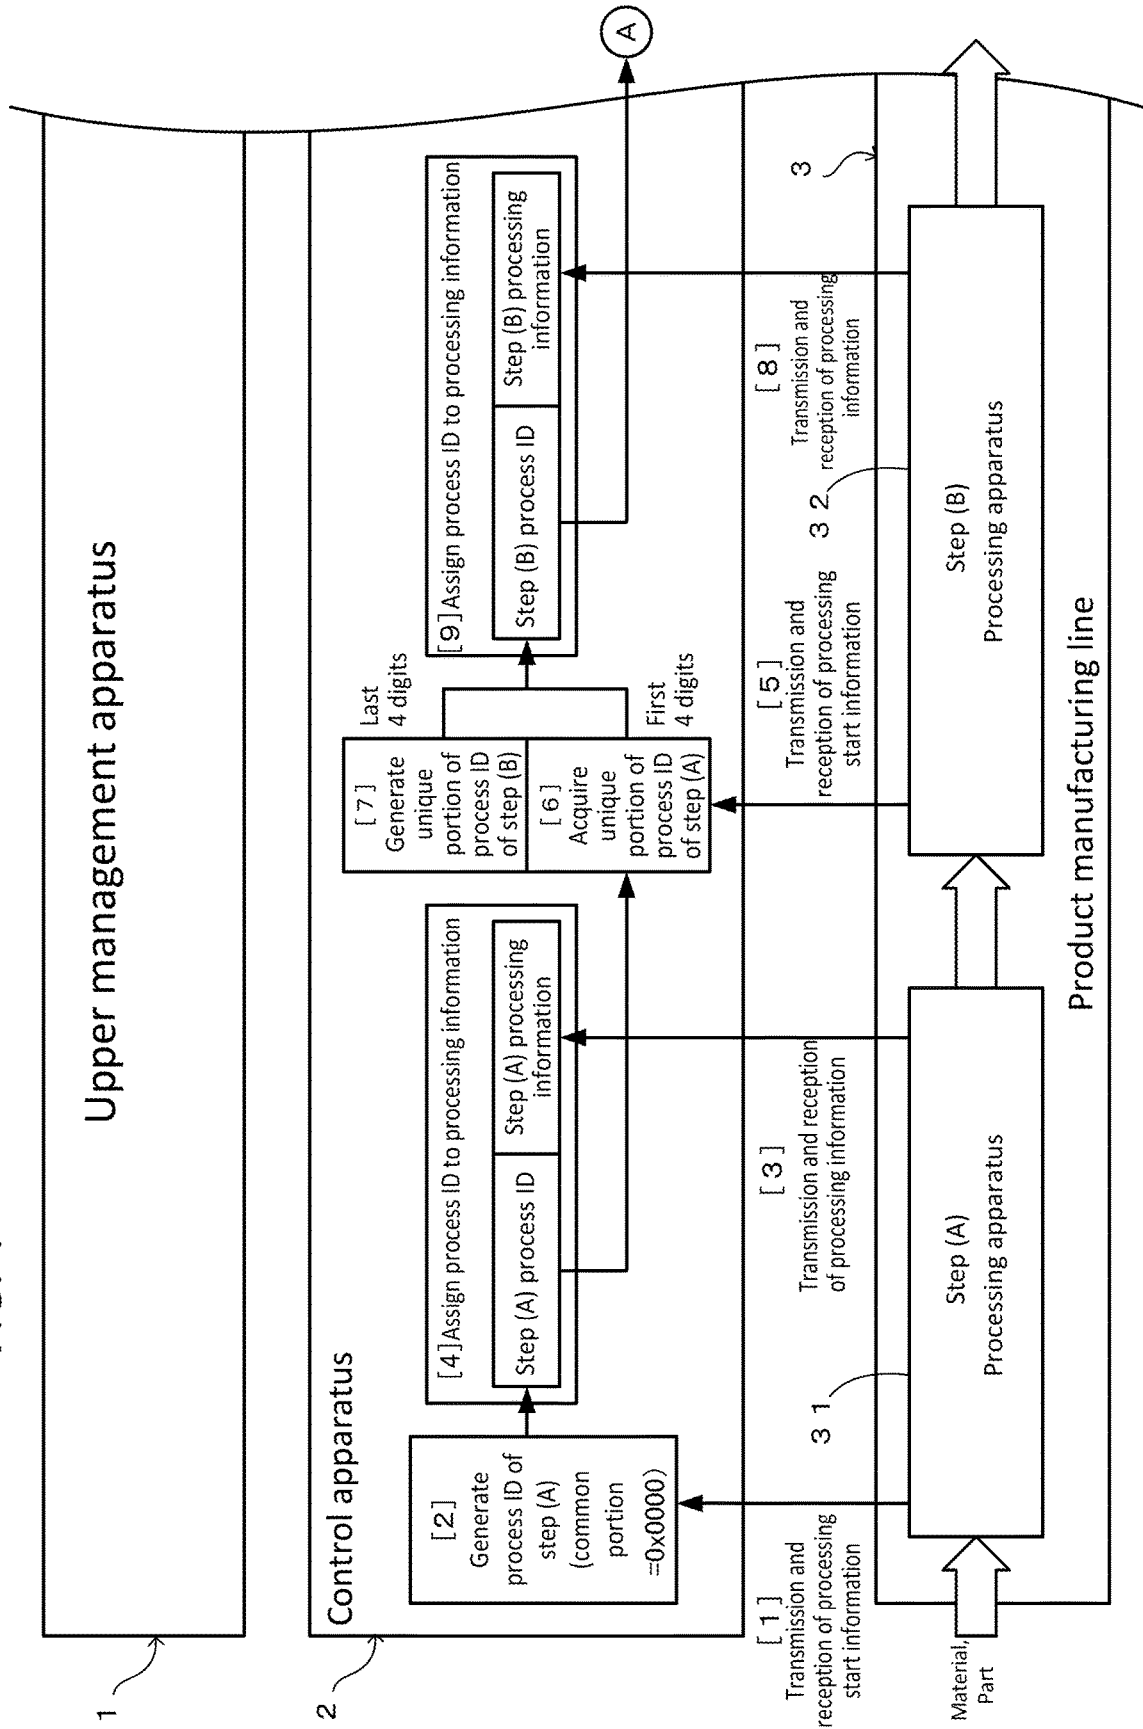 Upper management apparatus
1
Control apparatus
2
[2]
Generate
process ID of
step (A)
(common
portion
=0x0000)
[4]Assign process ID to processing information
Step (A) process ID
Step (A) processing
information
[7]
Generate
unique
portion of
process ID
of step (B)
[6]
Acquire
unique
portion of
process ID
of step (A)
Last
4 digits
First
4 digits
[9]Assign process ID to processing information
Step (B) process ID
Step (B) processing
information
A
[1]
Transmission and
reception of processing
start information
[3]
Transmission and reception
of processing information
[5]
Transmission and
reception of processing
start information
[8]
Transmission and
reception of processing
information
3
Material,
Part
31
Step (A)
Processing apparatus
32
Step (B)
Processing apparatus
Product manufacturing line